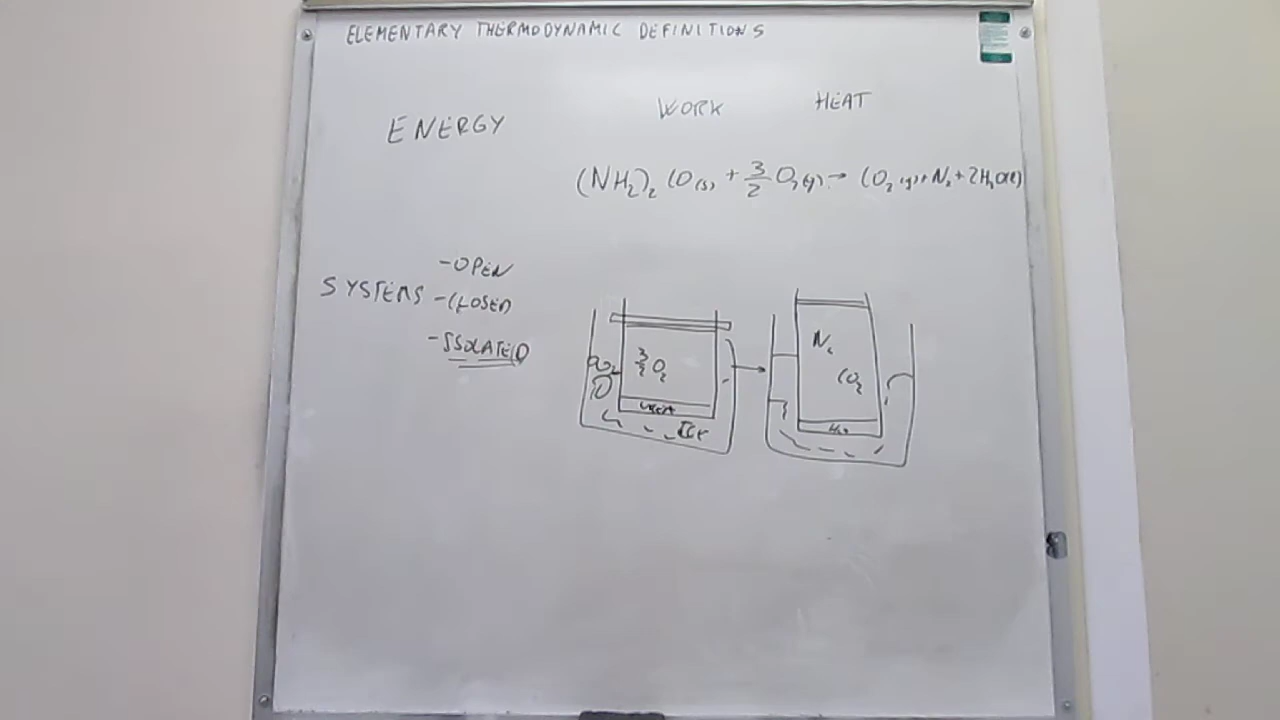 ELEMENTARY THERMODYNAMIC DEFINITIONS
ENERGY
WORK
HEAT
(NH₂)₂ CO(s) + 3/2 O₂(g) → CO₂(g) + N₂ + 2H₂O(l)
SYSTEMS
-OPEN
-CLOSED
-ISOLATED
3/2 O₂
ICE
N₂
CO₂